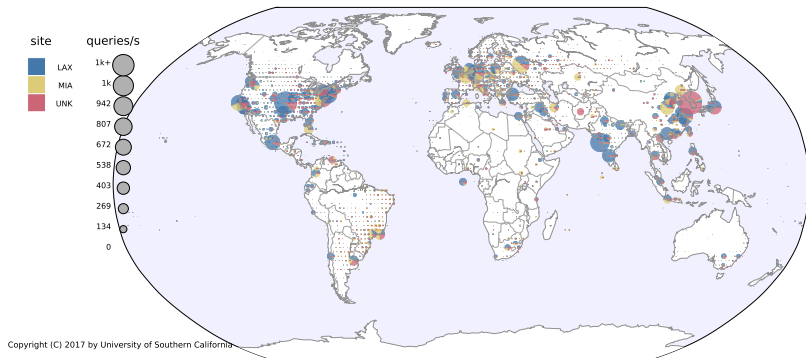 site
queries/s
LAX
MIA
UNK
1k+
1k
942
807
672
538
403
269
134
0
Copyright (C) 2017 by University of Southern California